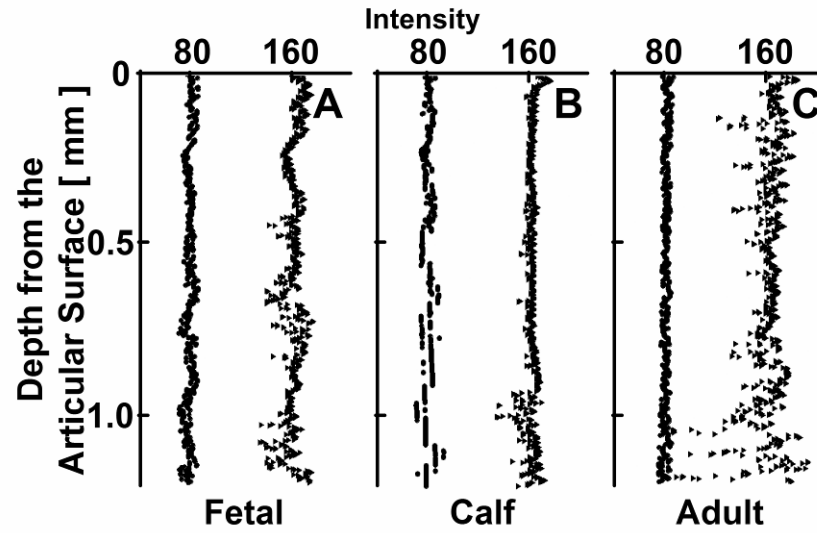 Intensity
80 160 80 160 80 160
0
A B C
0.5
1.0
Depth from the
Articular Surface [ mm ]
Fetal Calf Adult